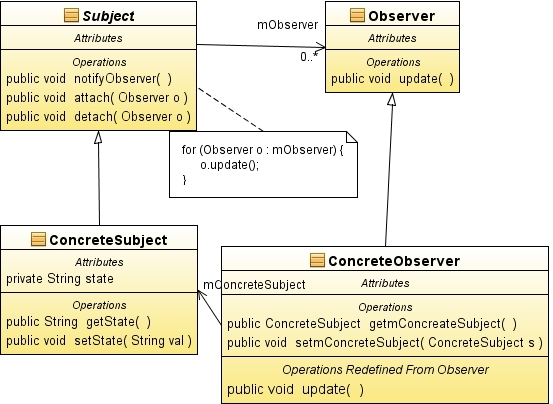 Subject
Attributes
Operations
public void notifyObserver( )
public void attach( Observer o )
public void detach( Observer o )
mObserver
0..*
Observer
Attributes
Operations
public void update( )
for (Observer o : mObserver) {
o.update();
}
ConcreteSubject
Attributes
private String state
Operations
public String getState( )
public void setState( String val )
mConcreteSubject
ConcreteObserver
Attributes
Operations
public ConcreteSubject getmConcreateSubject( )
public void setmConcreteSubject( ConcreteSubject s )
Operations Redefined From Observer
public void update( )